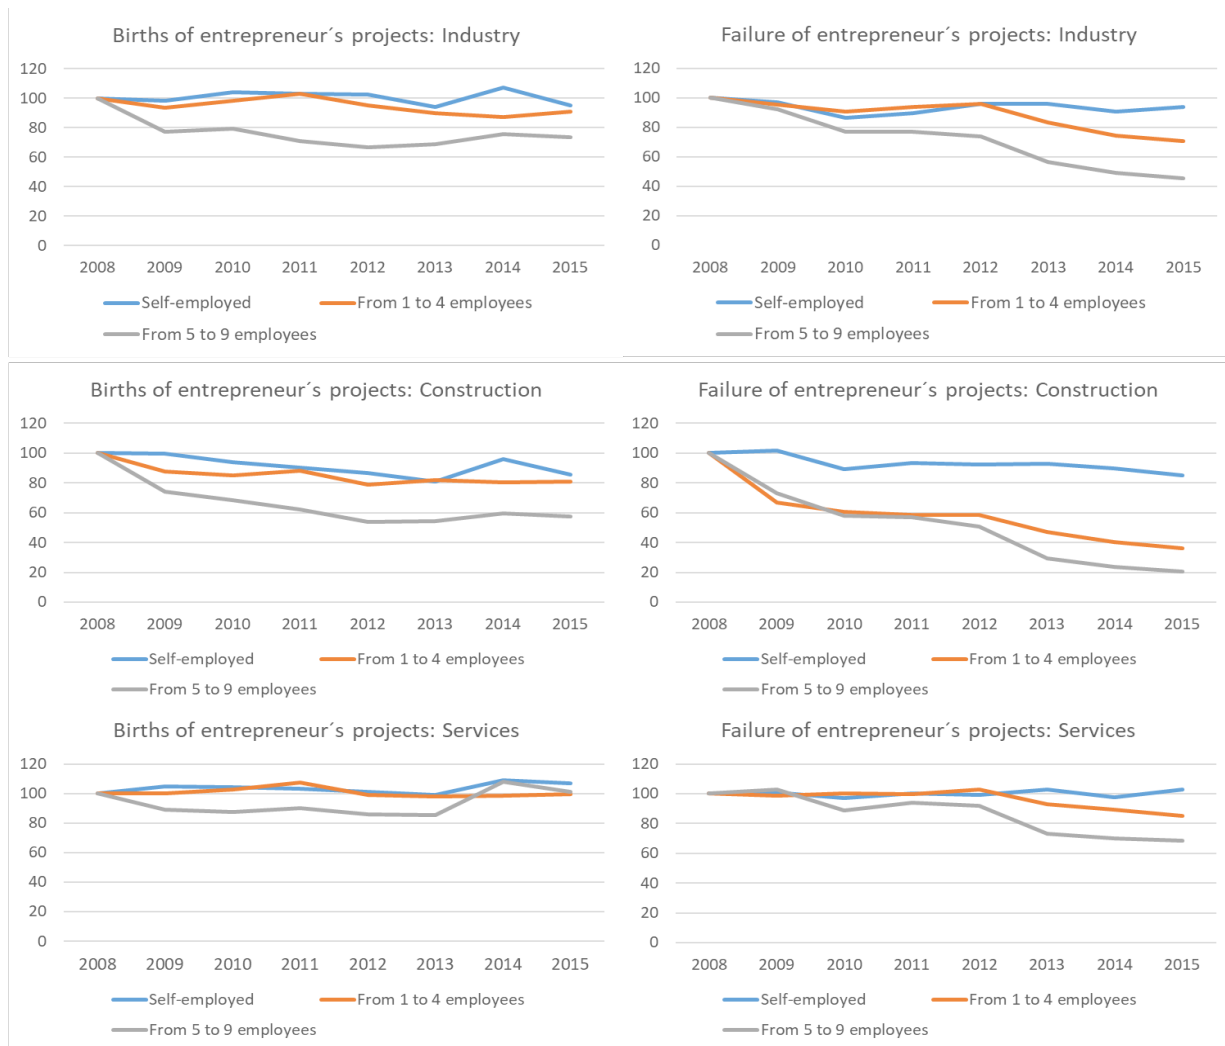 Births of entrepreneur´s projects: Industry
120
100
80
60
40
20
0
2008 2009 2010 2011 2012 2013 2014 2015
Self-employed From 1 to 4 employees
From 5 to 9 employees
Failure of entrepreneur´s projects: Industry
120
100
80
60
40
20
0
2008 2009 2010 2011 2012 2013 2014 2015
Self-employed From 1 to 4 employees
From 5 to 9 employees
Births of entrepreneur´s projects: Construction
120
100
80
60
40
20
0
2008 2009 2010 2011 2012 2013 2014 2015
Self-employed From 1 to 4 employees
From 5 to 9 employees
Failure of entrepreneur´s projects: Construction
120
100
80
60
40
20
0
2008 2009 2010 2011 2012 2013 2014 2015
Self-employed From 1 to 4 employees
From 5 to 9 employees
Births of entrepreneur´s projects: Services
120
100
80
60
40
20
0
2008 2009 2010 2011 2012 2013 2014 2015
Self-employed From 1 to 4 employees
From 5 to 9 employees
Failure of entrepreneur´s projects: Services
120
100
80
60
40
20
0
2008 2009 2010 2011 2012 2013 2014 2015
Self-employed From 1 to 4 employees
From 5 to 9 employees